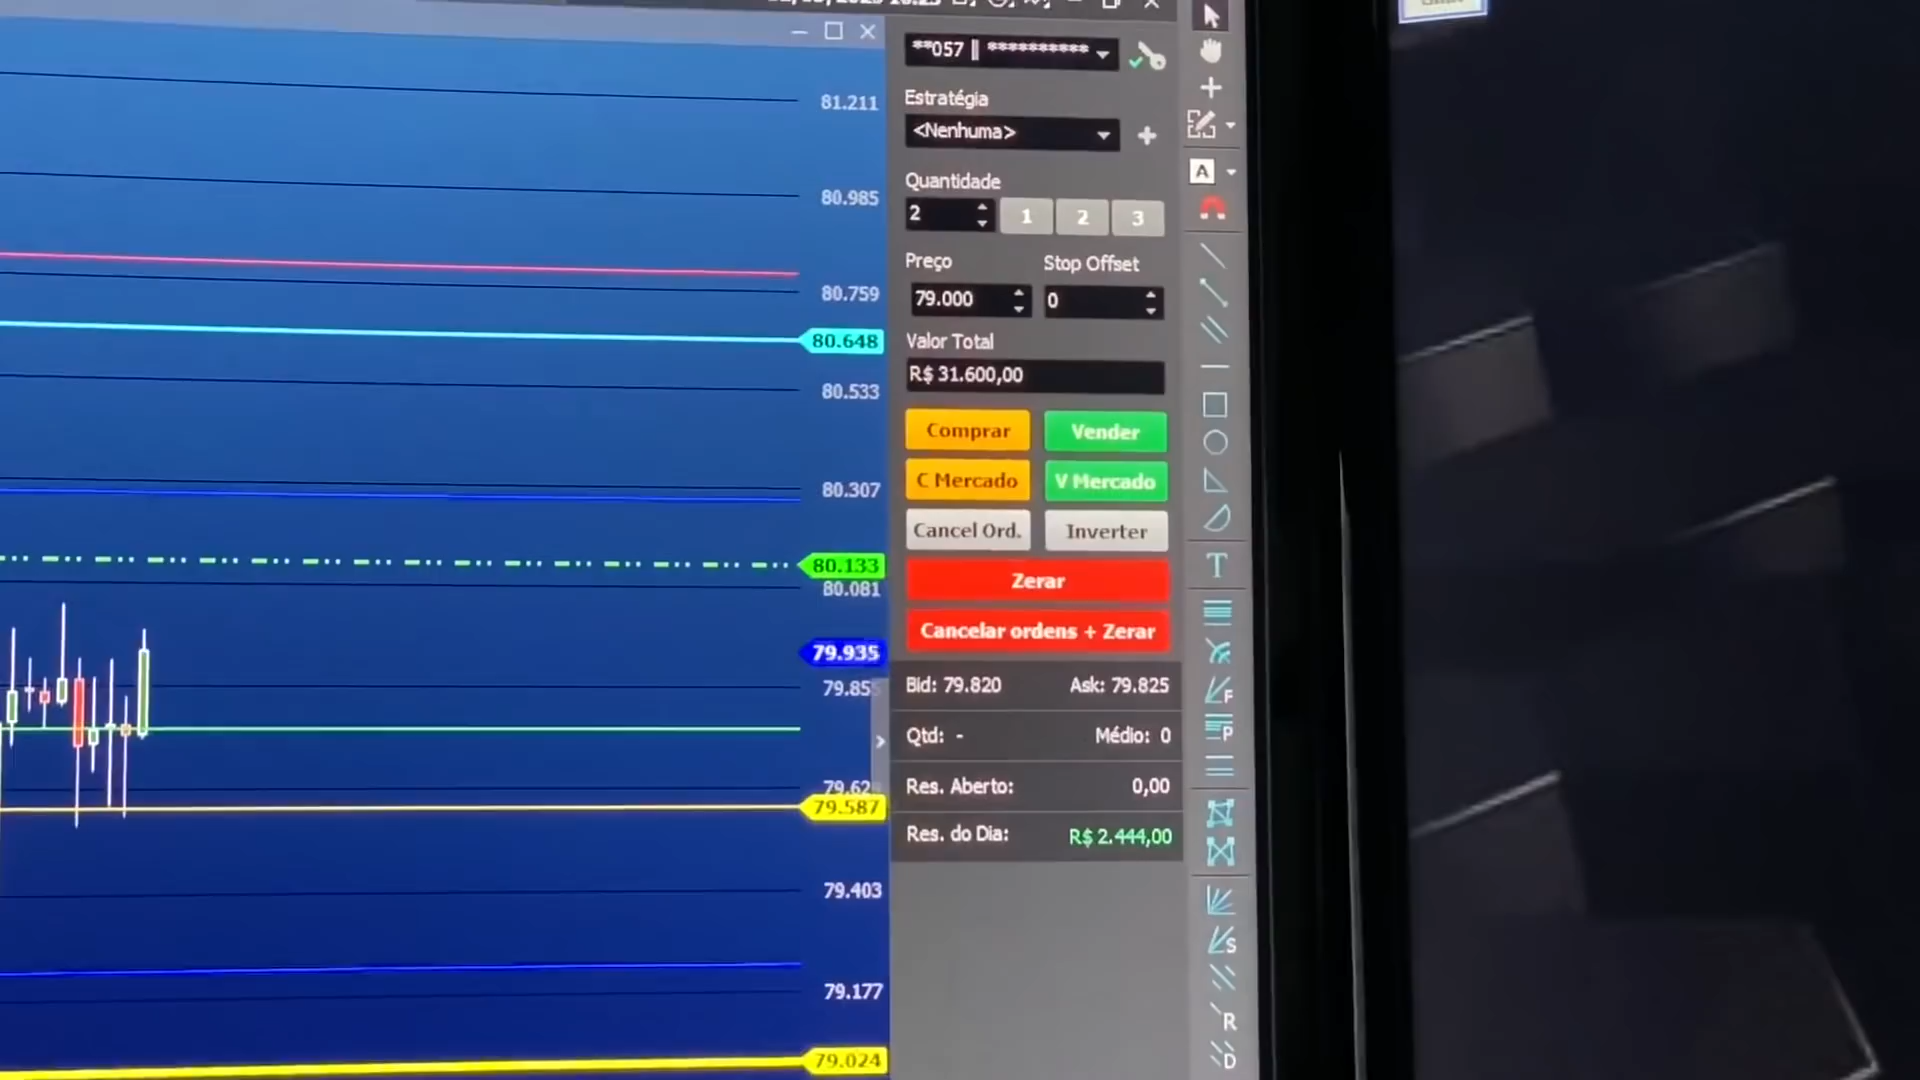 **057 || **********
Estratégia
<Nenhuma>
Quantidade
2 1 2 3
Preço Stop Offset
79.000 0
Valor Total
R$ 31.600,00
Comprar Vender
C Mercado V Mercado
Cancel Ord. Inverter
Zerar
Cancelar ordens + Zerar
Bid: 79.820 Ask: 79.825
Qtd: - Médio: 0
Res. Aberto: 0,00
Res. do Dia: R$ 2.444,00
81.211
80.985
80.759
80.648
80.533
80.307
80.133
80.081
79.935
79.587
79.403
79.177
79.024
A
T
F
P
S
R
D